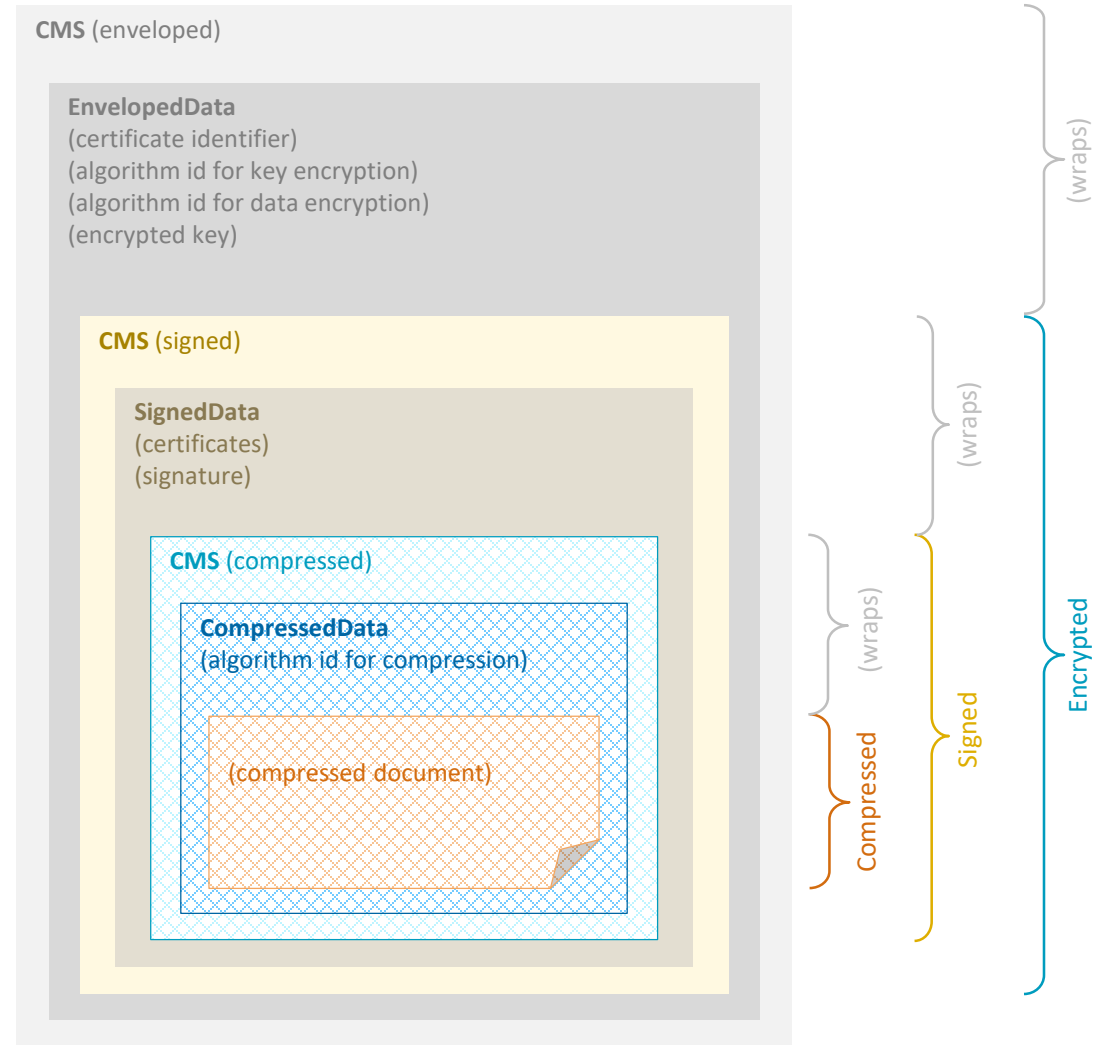 CMS (enveloped)
EnvelopedData
(certificate identifier)
(algorithm id for key encryption)
(algorithm id for data encryption)
(encrypted key)
CMS (signed)
SignedData
(certificates)
(signature)
CMS (compressed)
CompressedData
(algorithm id for compression)
(compressed document)
(wraps)
Compressed
(wraps)
Signed
(wraps)
Encrypted